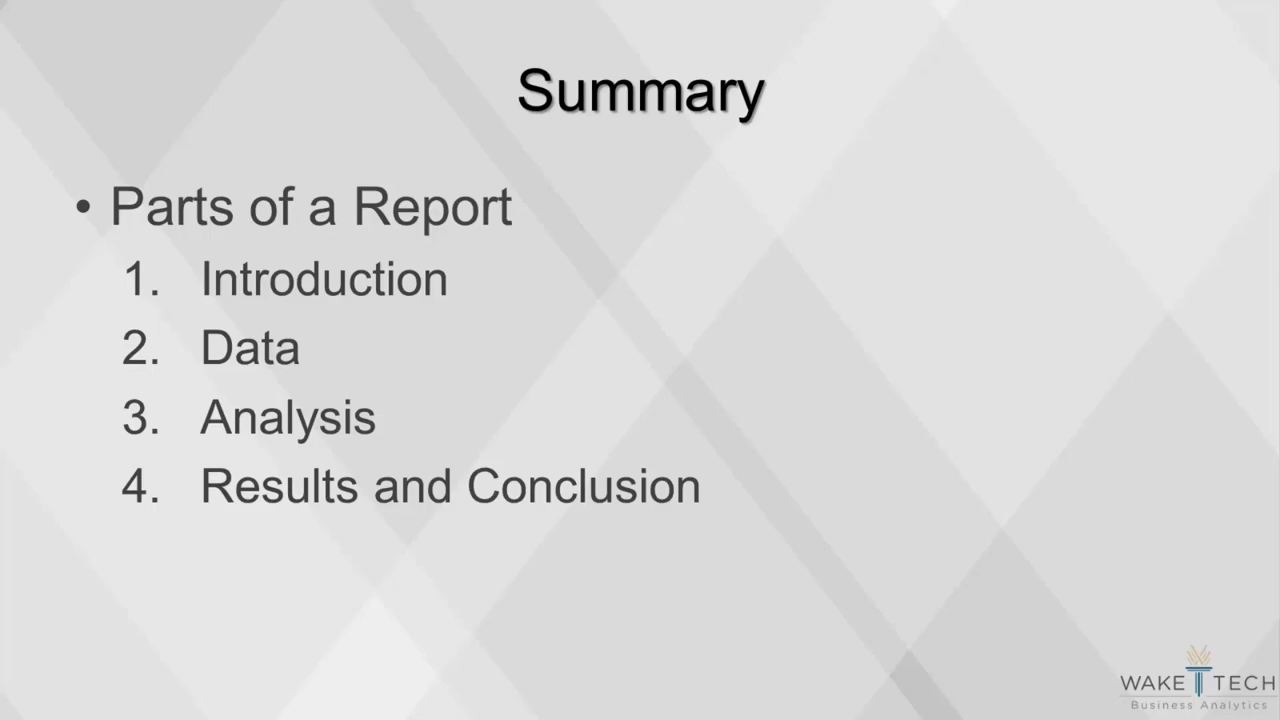 Summary
• Parts of a Report
1. Introduction
2. Data
3. Analysis
4. Results and Conclusion
WAKE TECH
Business Analytics